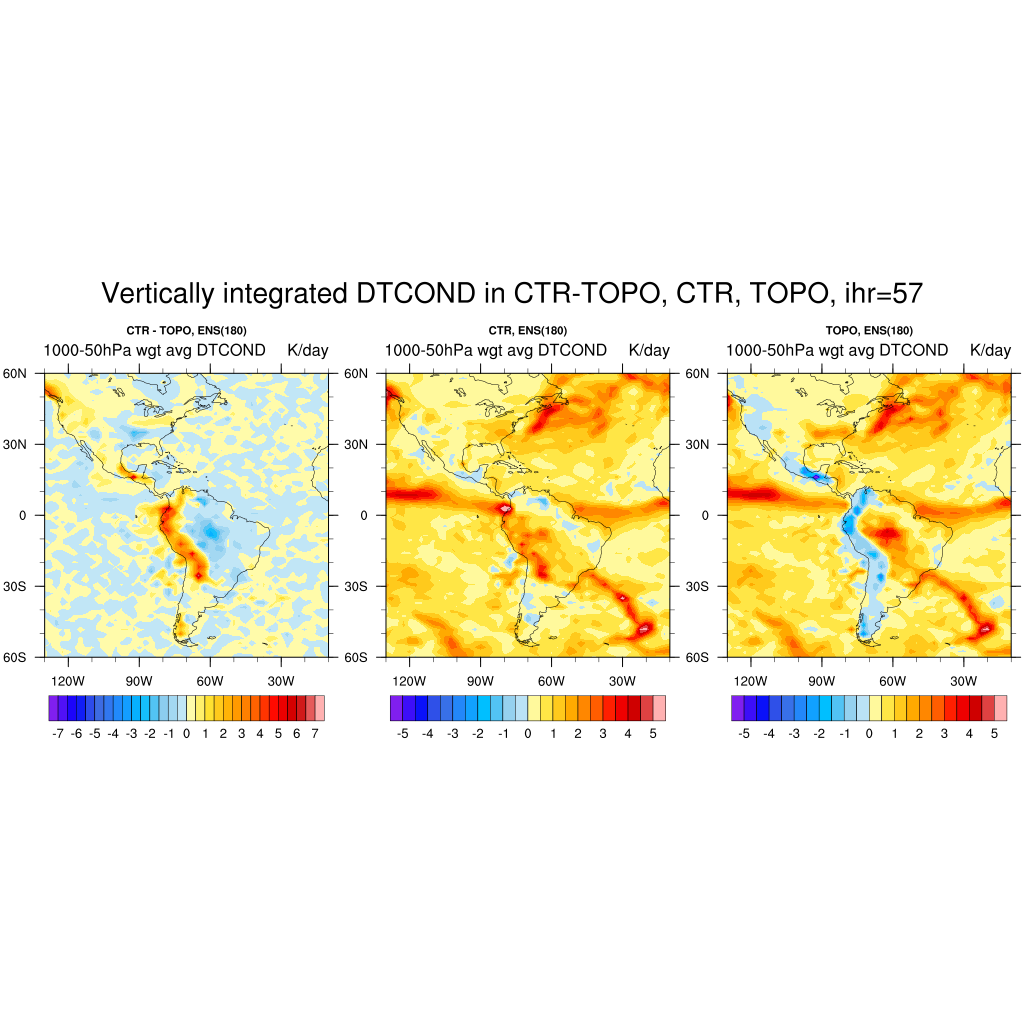 Vertically integrated DTCOND in CTR-TOPO, CTR, TOPO, ihr=57
CTR - TOPO, ENS(180)
1000-50hPa wgt avg DTCOND K/day
60N
30N
0
30S
60S
120W 90W 60W 30W
-7 -6 -5 -4 -3 -2 -1 0 1 2 3 4 5 6 7
CTR, ENS(180)
1000-50hPa wgt avg DTCOND K/day
60N
30N
0
30S
60S
120W 90W 60W 30W
-5 -4 -3 -2 -1 0 1 2 3 4 5
TOPO, ENS(180)
1000-50hPa wgt avg DTCOND K/day
60N
30N
0
30S
60S
120W 90W 60W 30W
-5 -4 -3 -2 -1 0 1 2 3 4 5